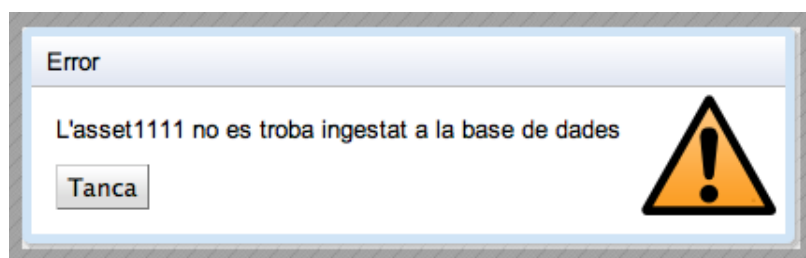 Error
L'asset1111 no es troba ingestat a la base de dades
Tanca